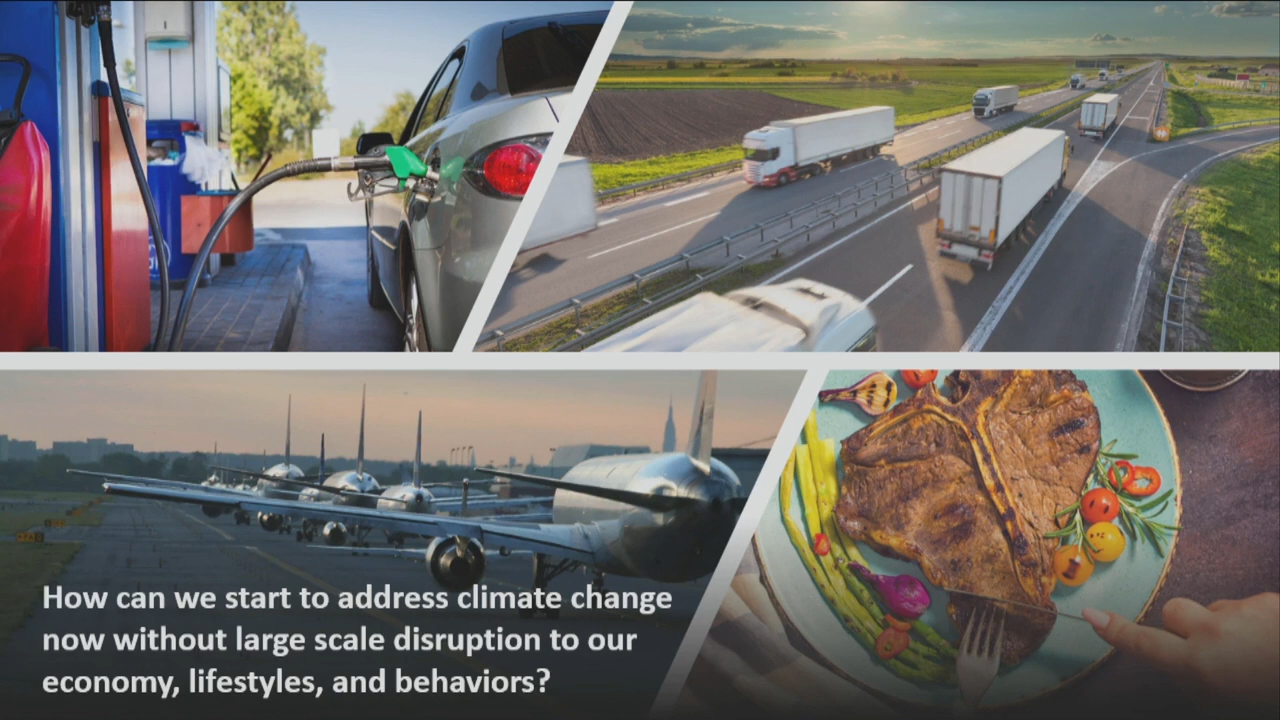 How can we start to address climate change
now without large scale disruption to our
economy, lifestyles, and behaviors?